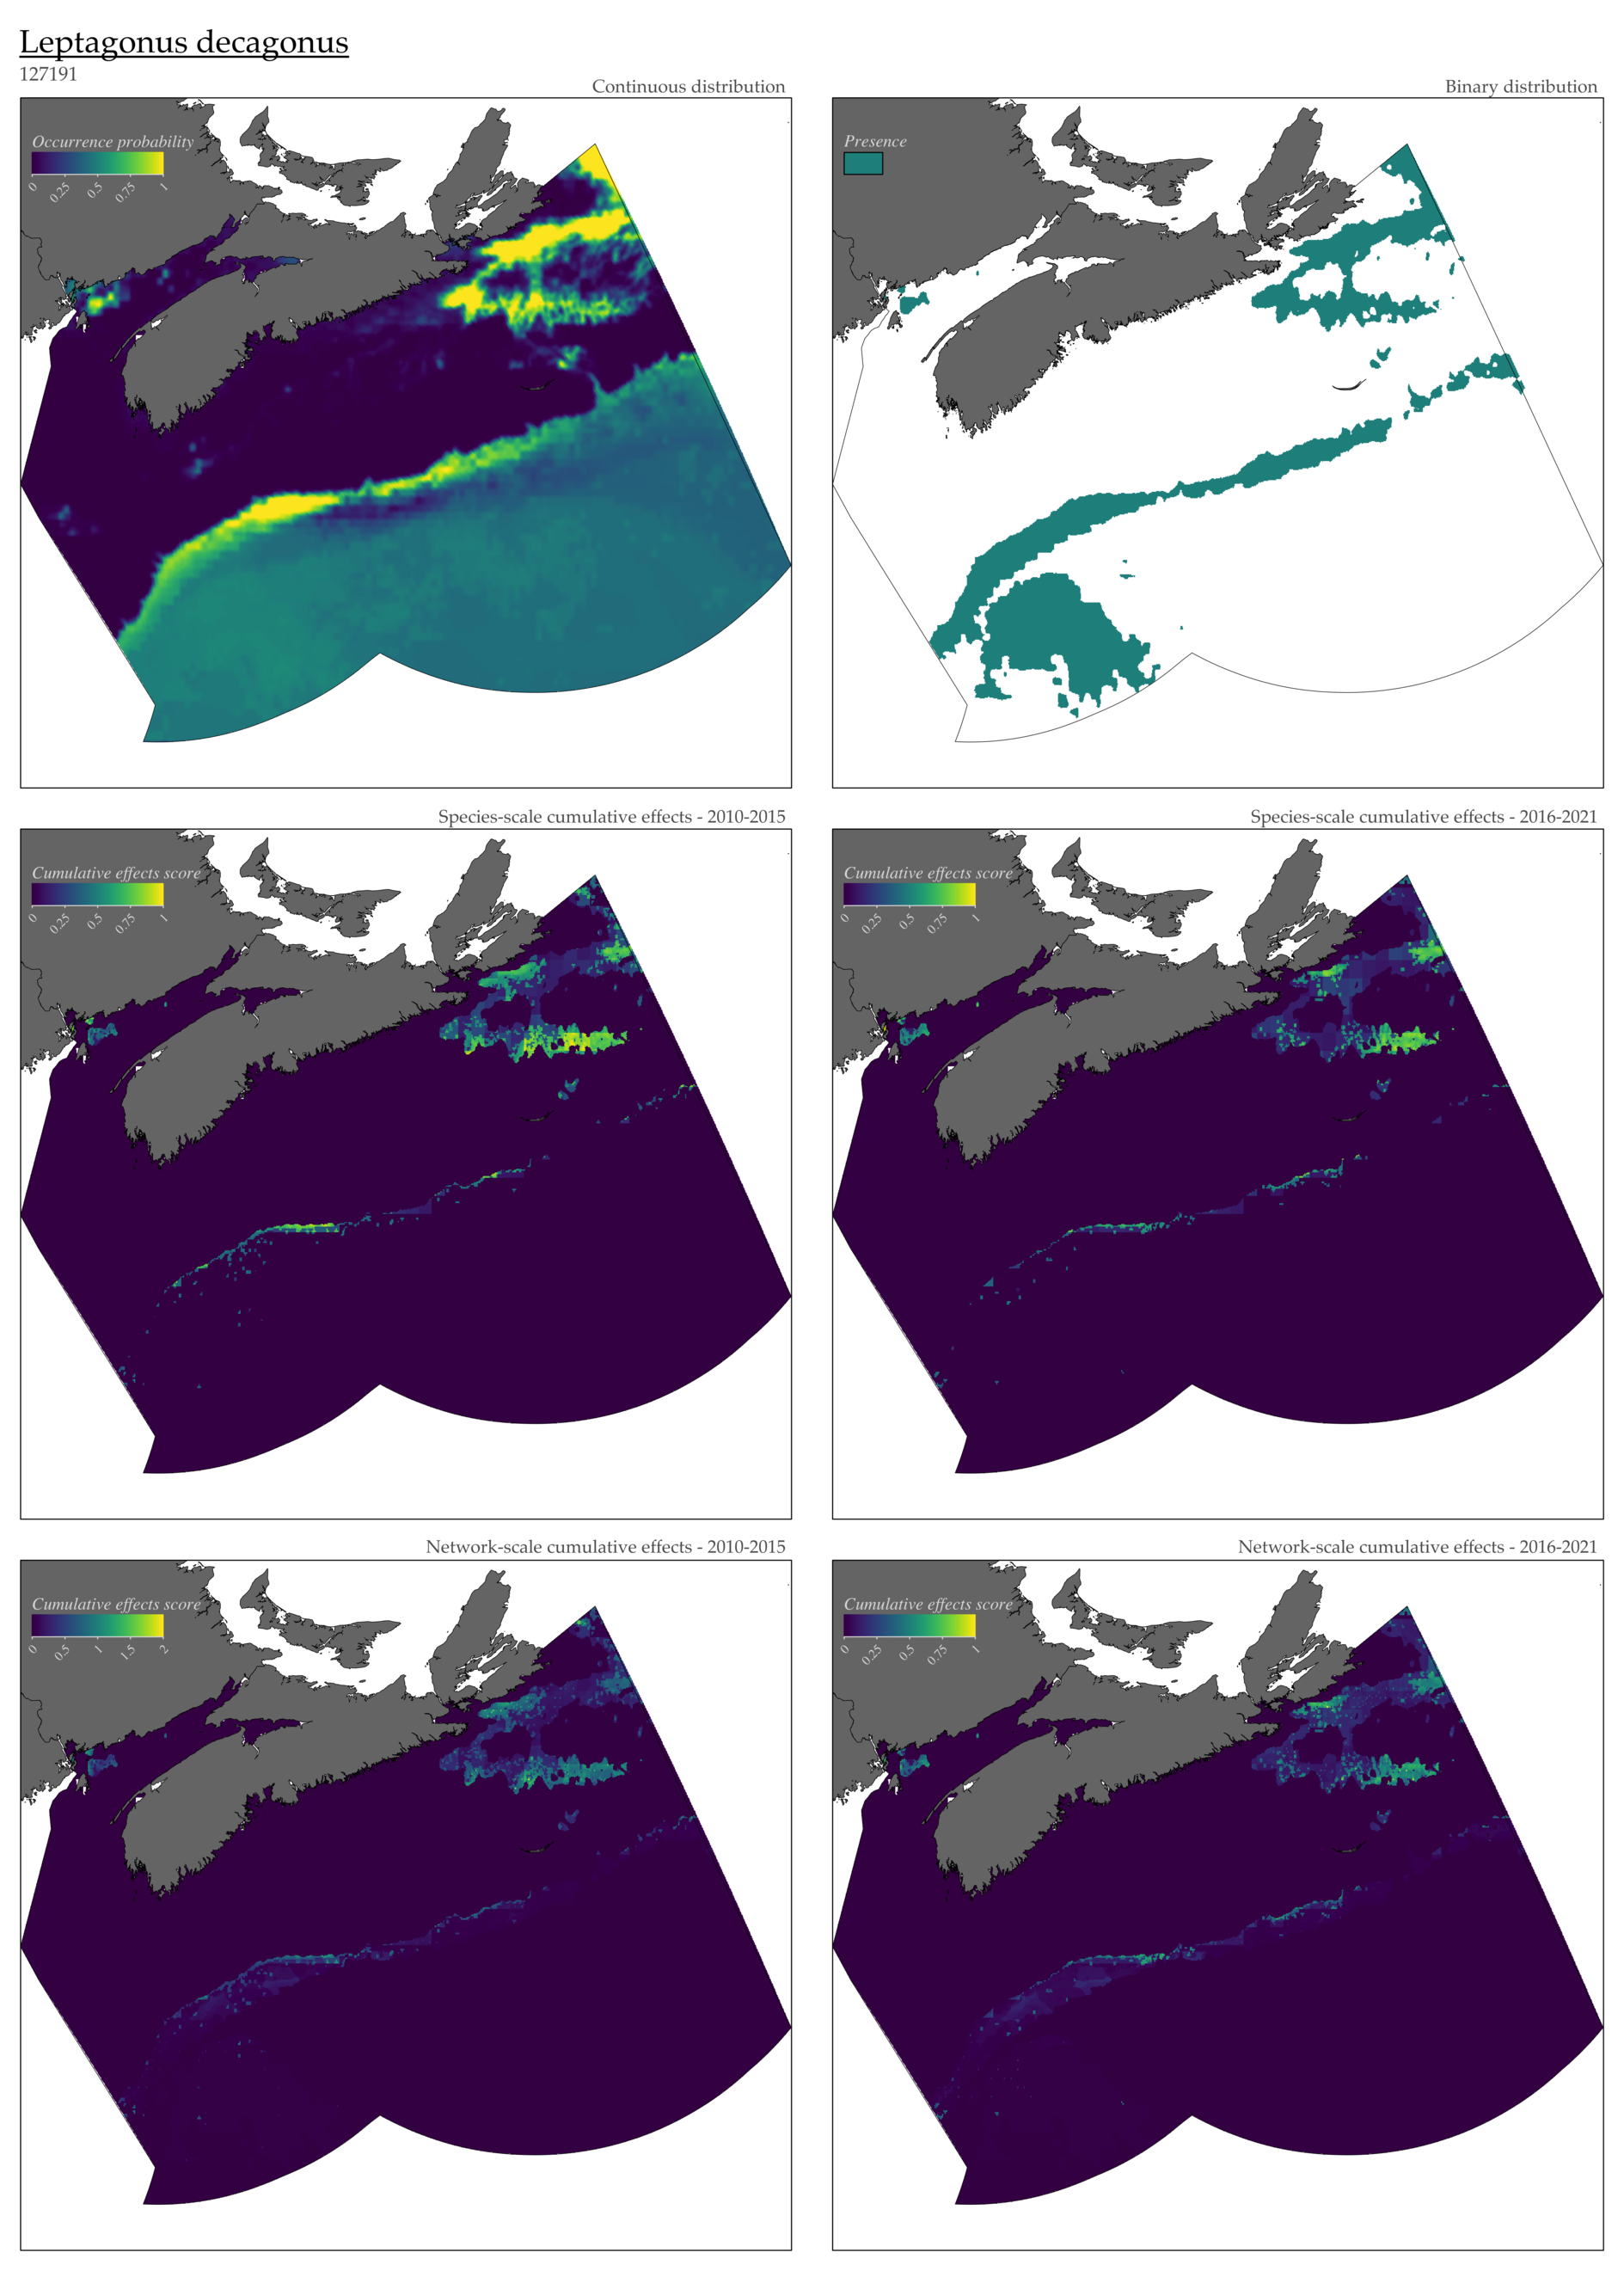 Leptagonus decagonus
127191
Continuous distribution
Occurrence probability
0 0.25 0.5 0.75 1
Binary distribution
Presence
Species-scale cumulative effects - 2010-2015
Cumulative effects score
0 0.25 0.5 0.75 1
Species-scale cumulative effects - 2016-2021
Cumulative effects score
0 0.25 0.5 0.75 1
Network-scale cumulative effects - 2010-2015
Cumulative effects score
0 0.5 1 1.5 2
Network-scale cumulative effects - 2016-2021
Cumulative effects score
0 0.25 0.5 0.75 1